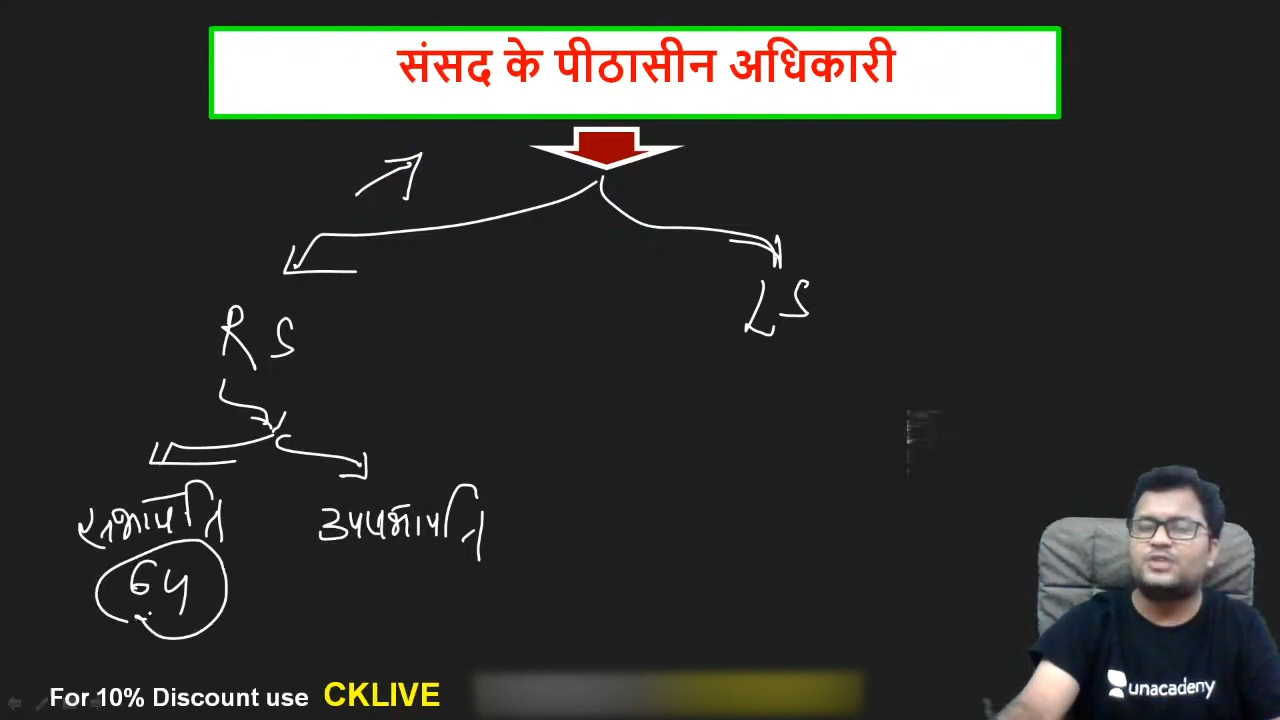 संसद के पीठासीन अधिकारी
RS
LS
सभापति
उपसभापति
64
For 10% Discount use CKLIVE
unacademy